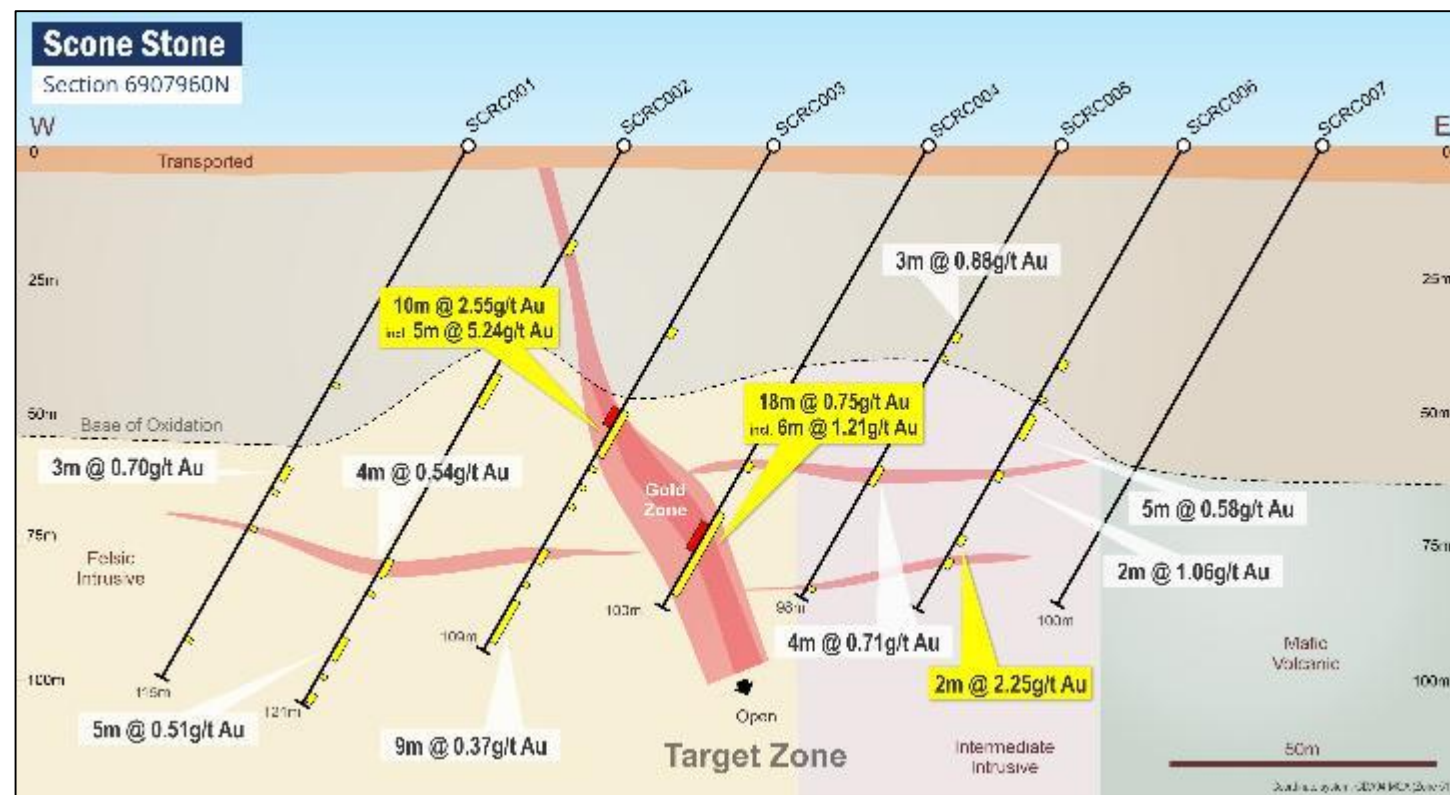 Scone Stone
Section 6907960N
SCRC001
SCRC002
SCRC003
SCRC004
SCRC005
SCRC006
SCRC007
W
E
0
0
Transported
25m
25m
3m @ 0.88g/t Au
10m @ 2.55g/t Au
incl. 5m @ 5.24g/t Au
18m @ 0.75g/t Au
incl. 6m @ 1.21g/t Au
50m
50m
Base of Oxidation
3m @ 0.70g/t Au
4m @ 0.54g/t Au
Gold
Zone
5m @ 0.58g/t Au
75m
75m
Felsic
Intrusive
2m @ 1.06g/t Au
100m
109m
4m @ 0.71g/t Au
Mafic
Volcanic
100m
100m
121m
2m @ 2.25g/t Au
5m @ 0.51g/t Au
9m @ 0.37g/t Au
Open
Target Zone
Intermediate
Intrusive
50m